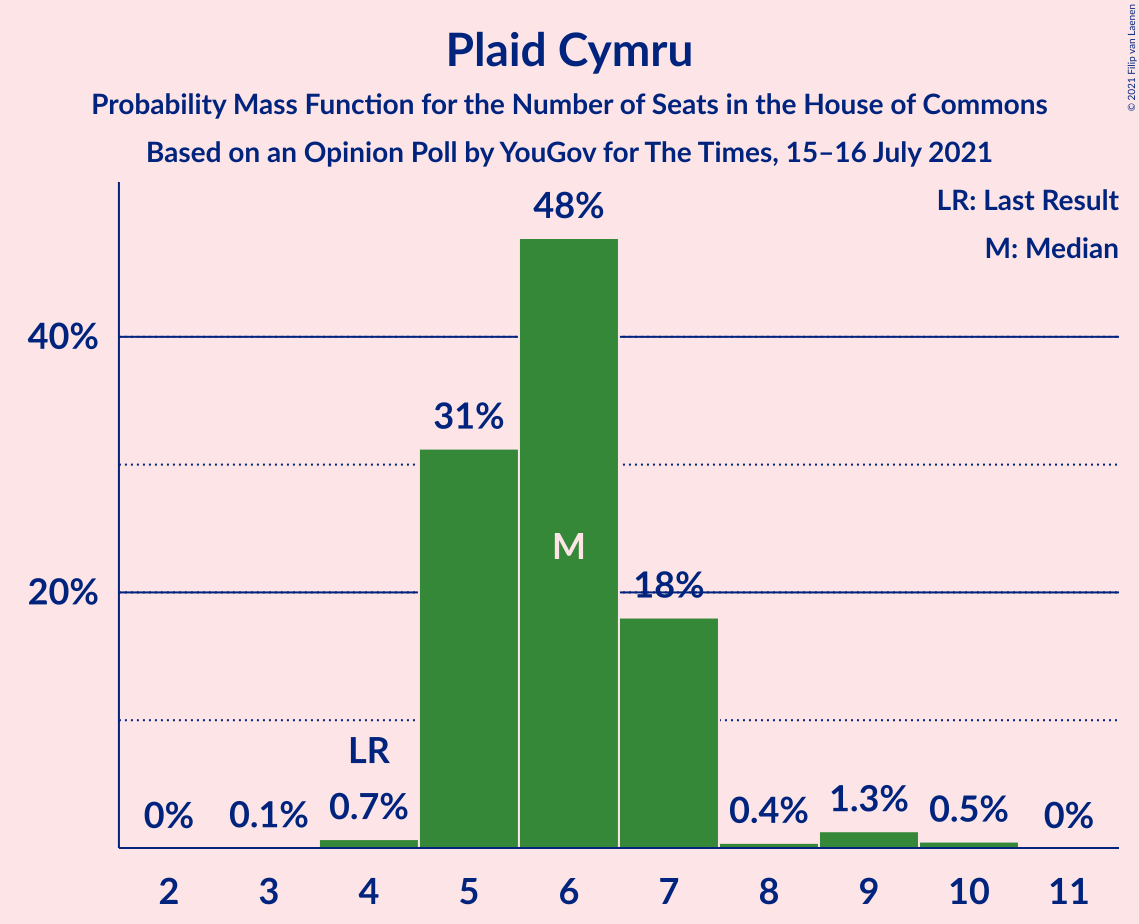 Plaid Cymru
Probability Mass Function for the Number of Seats in the House of Commons
Based on an Opinion Poll by YouGov for The Times, 15–16 July 2021
© 2021 Filip van Laenen
LR: Last Result
M: Median
48%
40%
31%
M
20%
18%
LR
0% 0.1% 0.7% 0.4% 1.3% 0.5% 0%
2 3 4 5 6 7 8 9 10 11